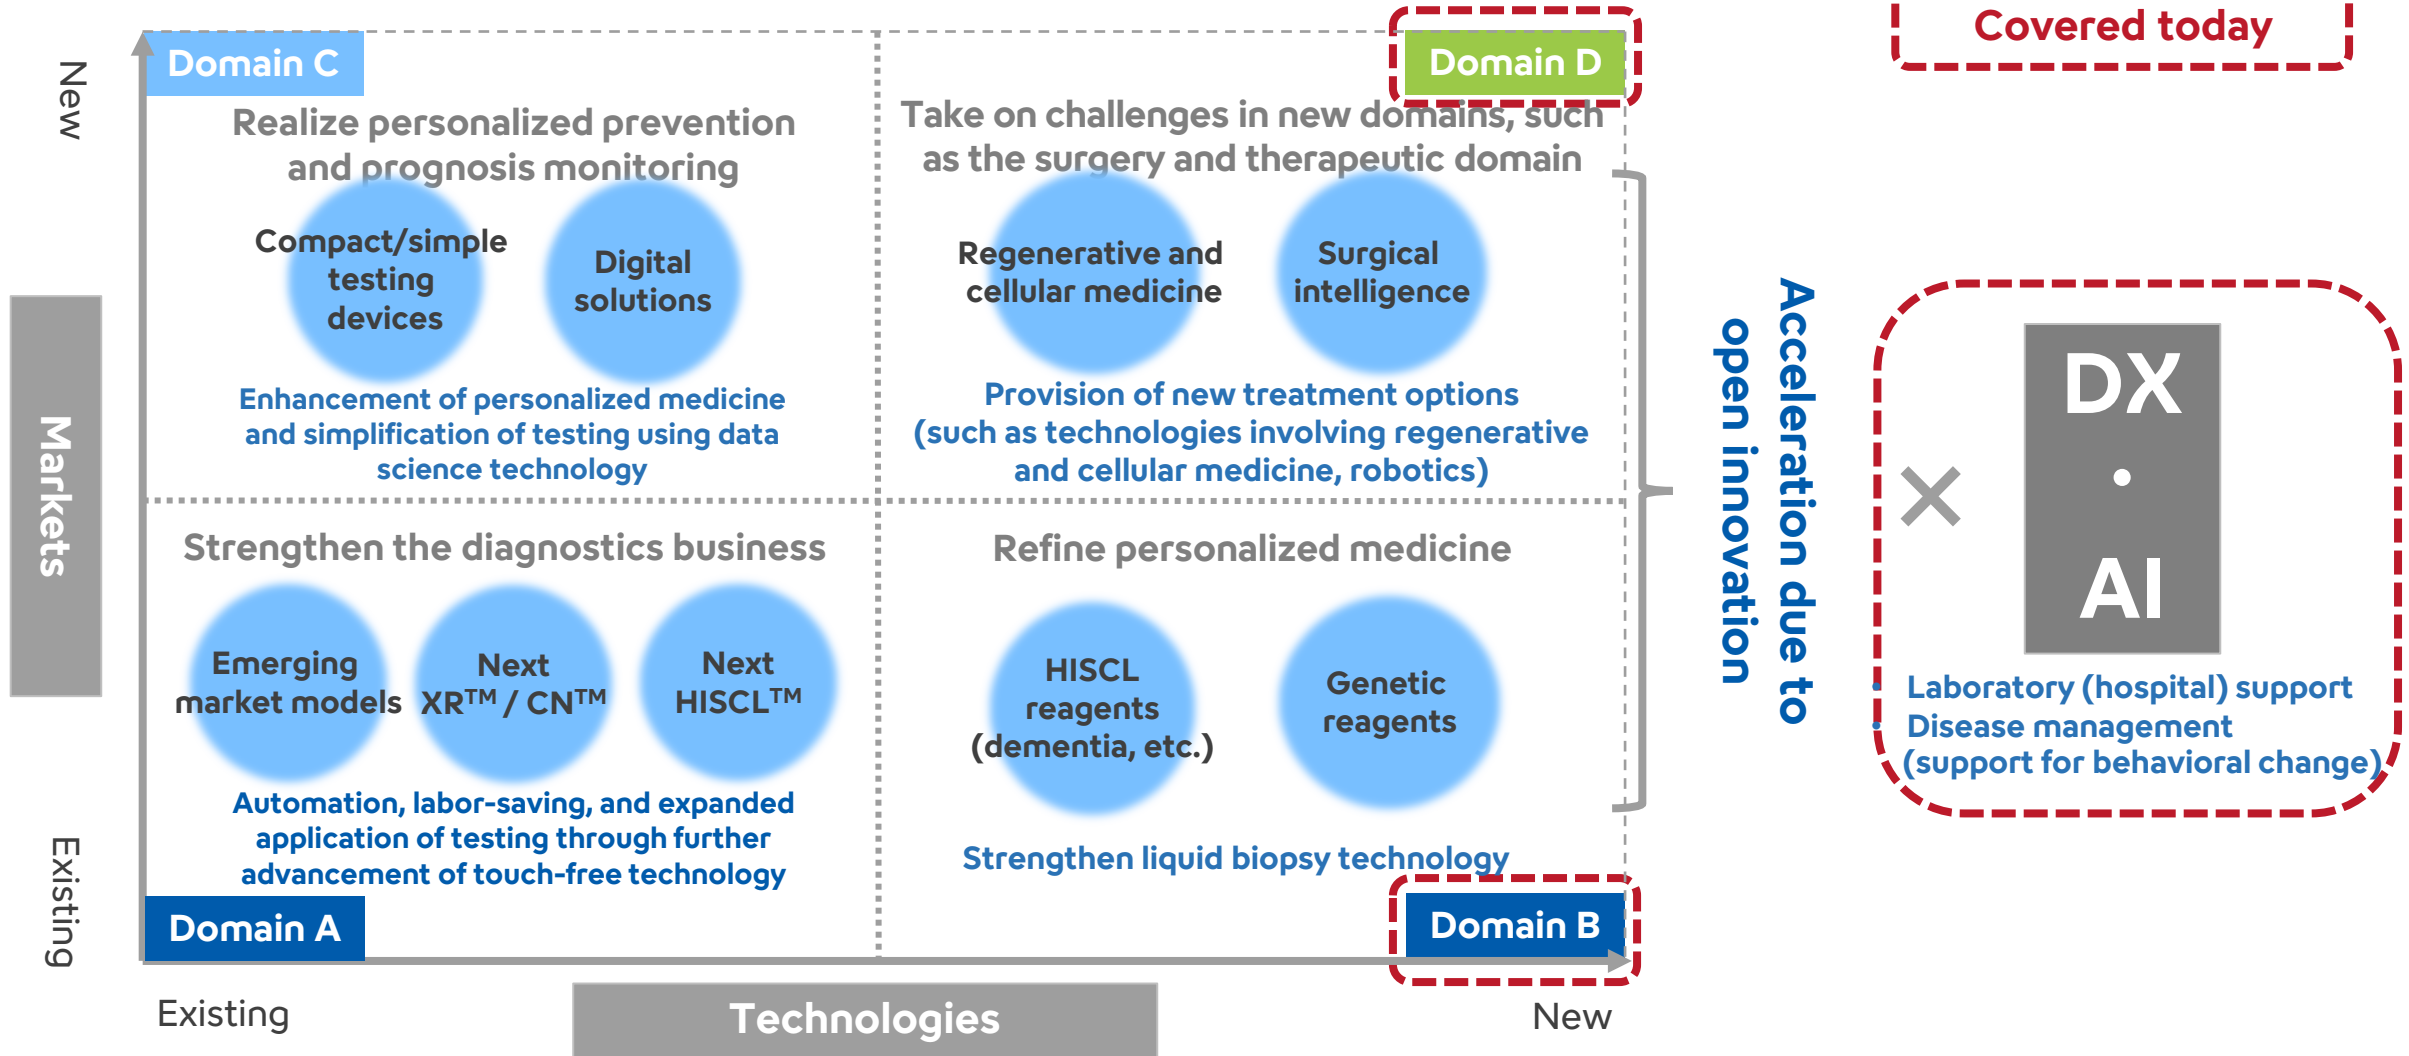 Covered today
New
Markets
Existing
Domain C
Realize personalized prevention
and prognosis monitoring
Compact/simple
testing
devices
Digital
solutions
Enhancement of personalized medicine
and simplification of testing using data
science technology
Domain D
Take on challenges in new domains, such
as the surgery and therapeutic domain
Regenerative and
cellular medicine
Surgical
intelligence
Provision of new treatment options
(such as technologies involving regenerative
and cellular medicine, robotics)
Strengthen the diagnostics business
Emerging
market models
Next
XR™ / CN™
Next
HISCL™
Automation, labor-saving, and expanded
application of testing through further
advancement of touch-free technology
Domain A
Refine personalized medicine
HISCL
reagents
(dementia, etc.)
Genetic
reagents
Strengthen liquid biopsy technology
Domain B
Existing
Technologies
New
Acceleration due to
open innovation
×
DX
・
AI
• Laboratory (hospital) support
• Disease management
(support for behavioral change)